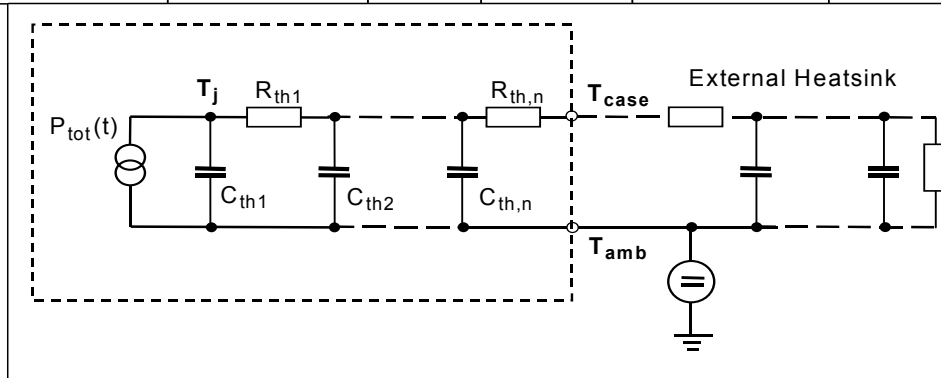 External Heatsink
T_j
R_th1
R_th,n
T_case
P_tot(t)
C_th1
C_th2
C_th,n
T_amb